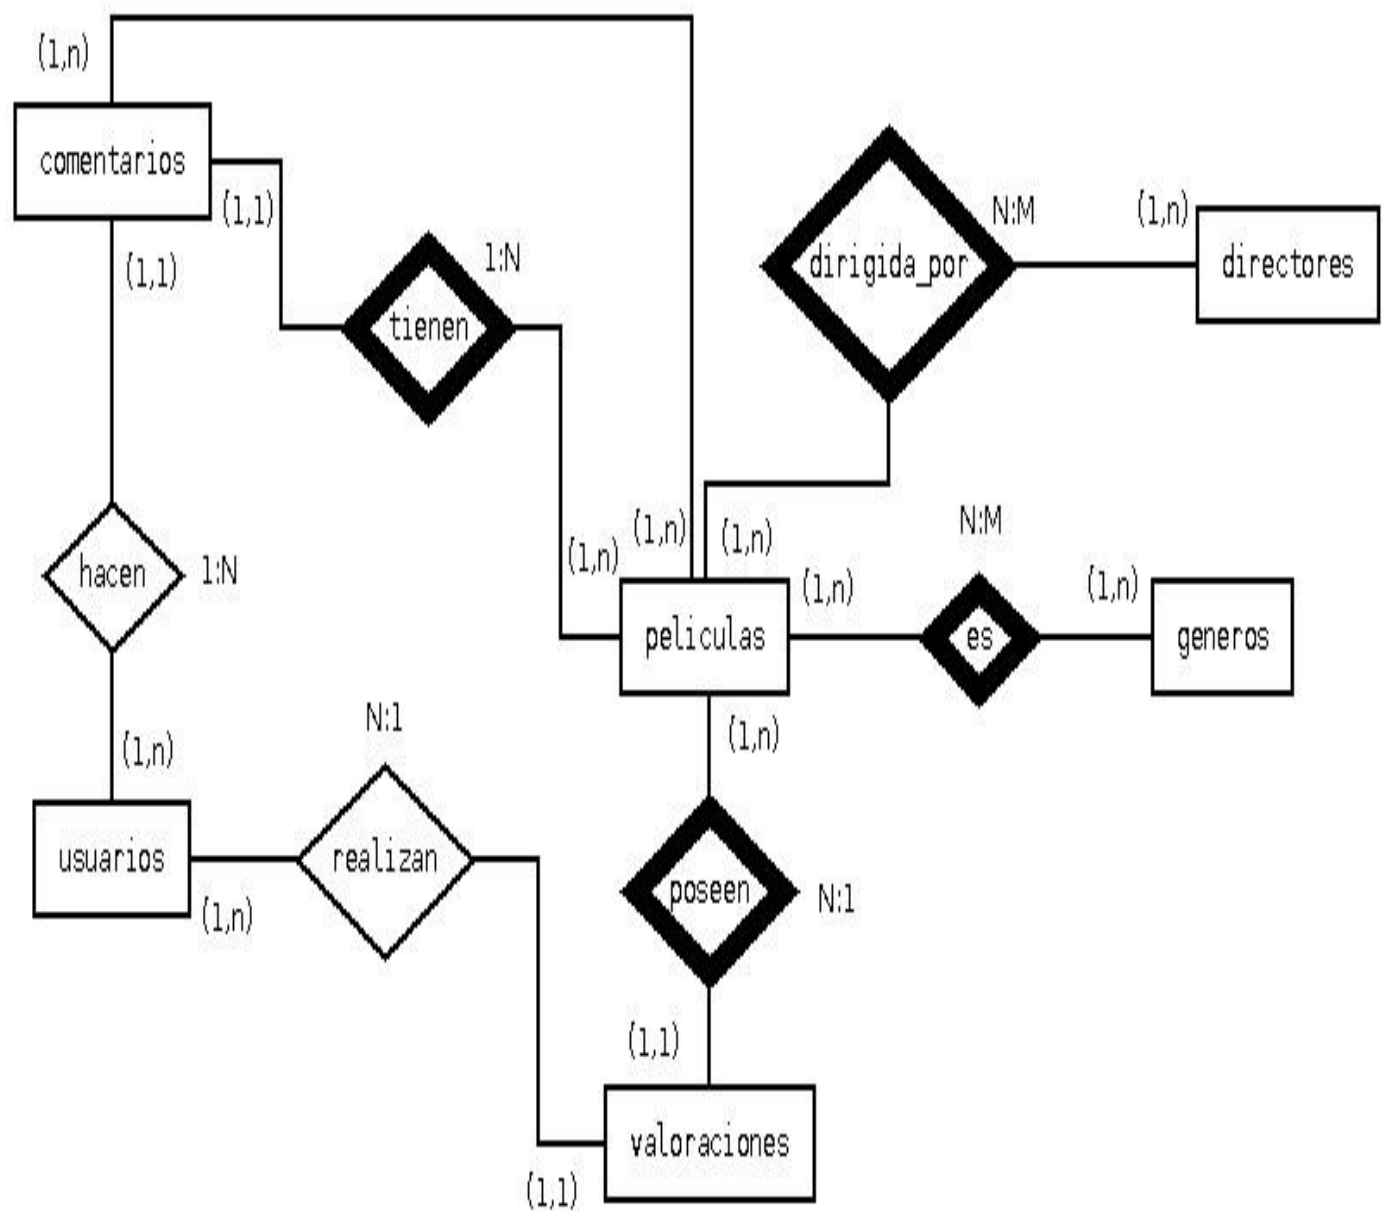 (1,n)
comentarios
(1,1)
(1,1)
1:N
tienen
N:M
(1,n)
dirigida_por
directores
(1,n)
(1,n)
(1,n)
N:M
hacen
1:N
(1,n)
(1,n)
peliculas
es
generos
N:1
(1,n)
(1,n)
usuarios
realizan
(1,n)
poseen
N:1
(1,1)
valoraciones
(1,1)